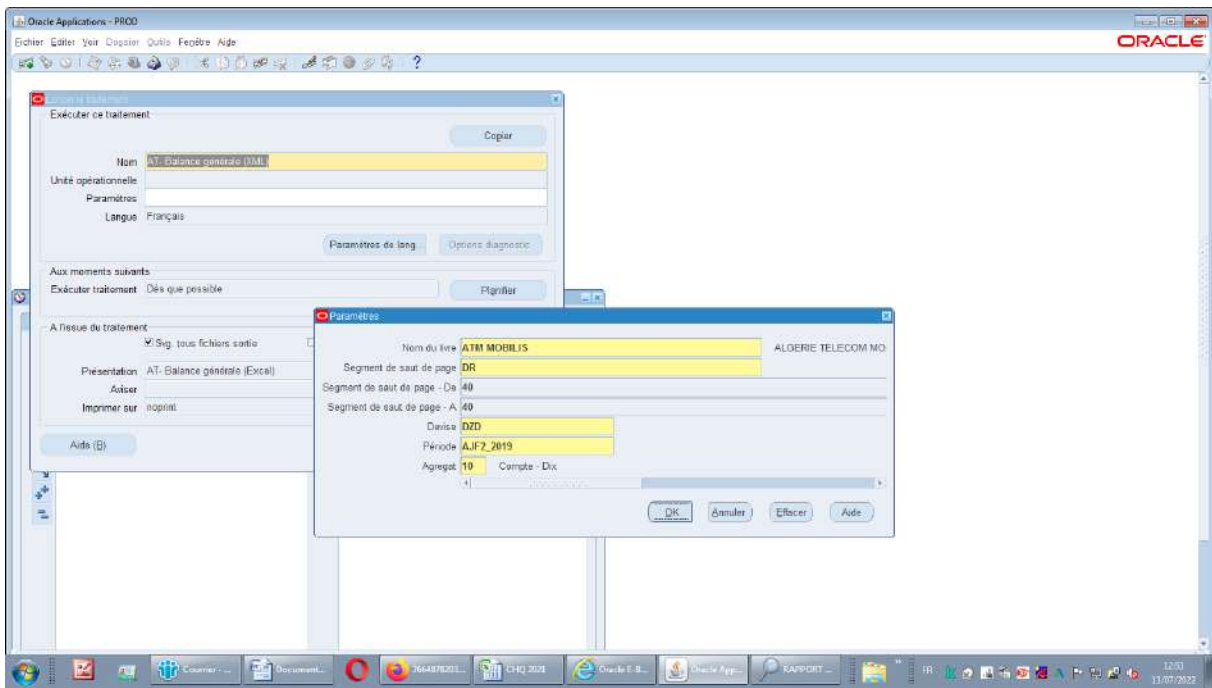 Oracle Applications - PROD
Fichier Editer Voir Dossier Outils Fenêtre Aide
ORACLE
Lancer le traitement
Exécuter ce traitement
Copier
Nom AT- Balance générale (XML)
Unité opérationnelle
Paramètres
Langue Français
Paramètres de lang... Options diagnostic
Aux moments suivants
Exécuter traitement Dès que possible Planifier
A l'issue du traitement
Svg. tous fichiers sortie
Présentation AT- Balance générale (Excel)
Aviser
Imprimer sur noprint
Aide (B)
Paramètres
Nom du livre ATM MOBILIS ALGERIE TELECOM MO
Segment de saut de page DR
Segment de saut de page - De 40
Segment de saut de page - A 40
Devise DZD
Période AJF2_2019
Agregat 10 Compte - Dix
OK Annuler Effacer Aide
Courrier - ... Document... CHQ 2021 Oracle E-B... Oracle App... RAPPORT ... FR 12:03
13/07/2022